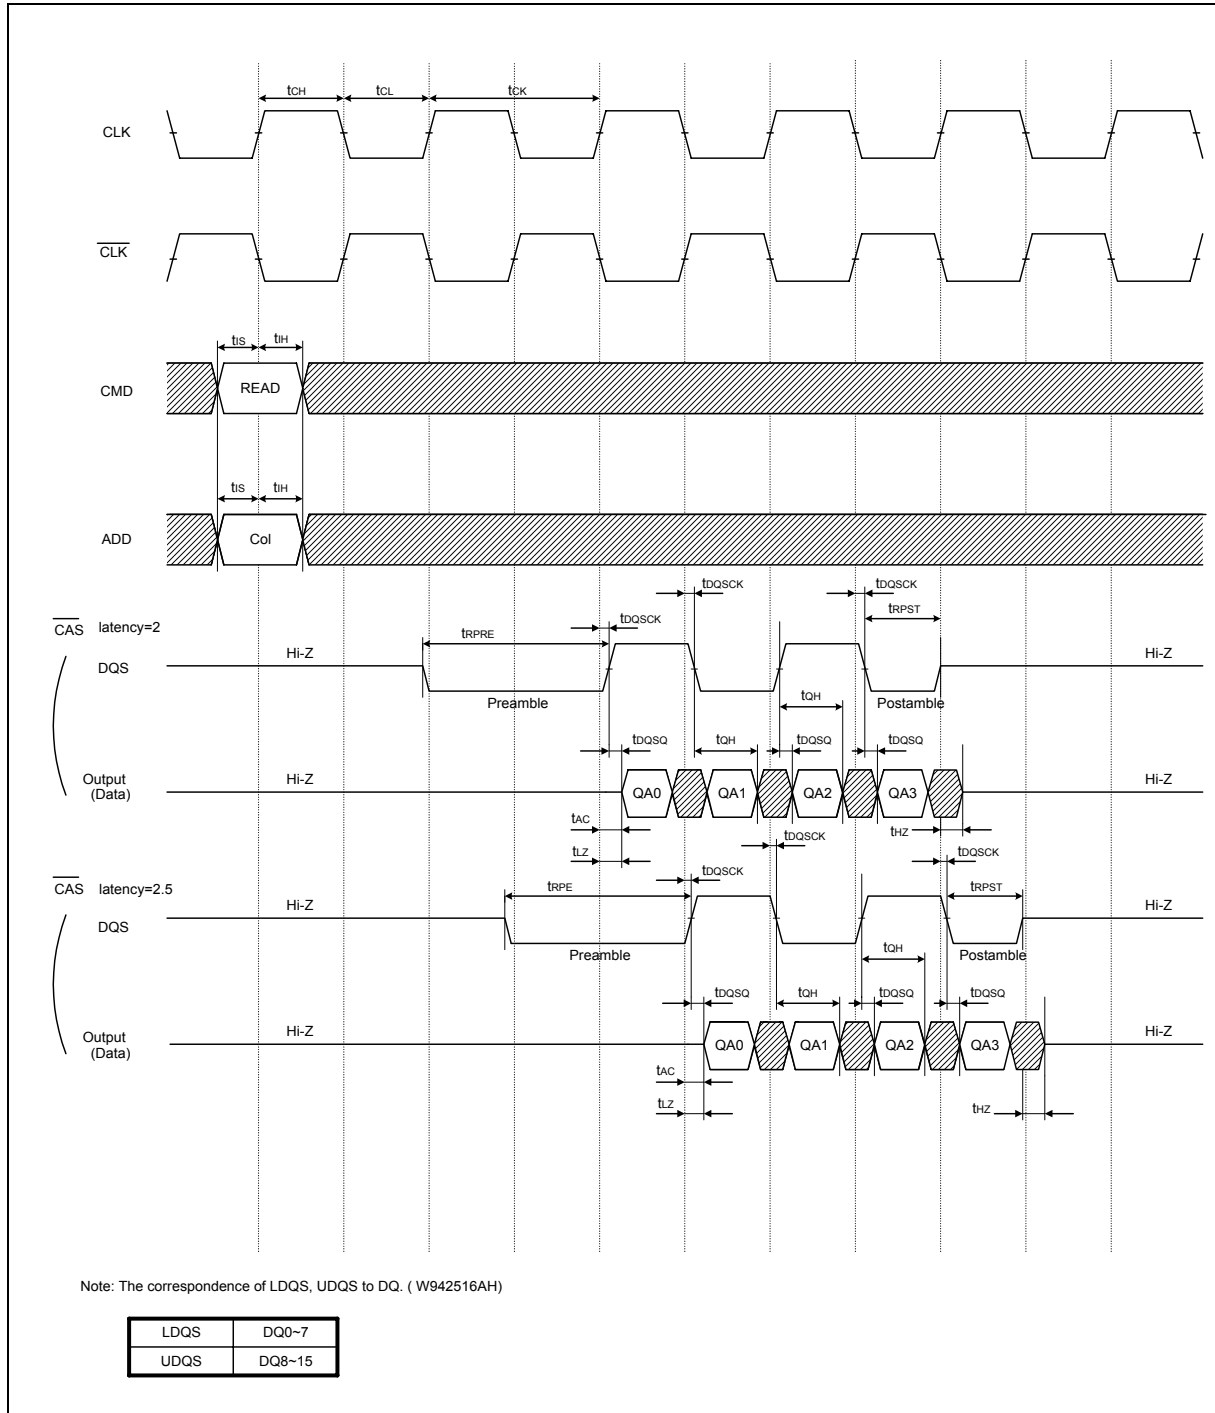 tCH tCL tCK
CLK
CLK
tIS tIH
CMD READ
tIS tIH
ADD Col
tDQSCK tDQSCK
CAS latency=2 tDQSCK tRPST
tRPRE
Hi-Z Hi-Z
DQS
Preamble Postamble
tQH
tDQSQ tQH tDQSQ tDQSQ
Output
(Data)
Hi-Z QA0 QA1 QA2 QA3 Hi-Z
tAC tHZ
tDQSCK
tLZ tDQSCK
CAS latency=2.5 tDQSCK
tRPE tRPST
Hi-Z Hi-Z
DQS
Preamble Postamble
tQH
tDQSQ tQH tDQSQ tDQSQ
Output
(Data)
Hi-Z QA0 QA1 QA2 QA3 Hi-Z
tAC
tLZ tHZ
Note: The correspondence of LDQS, UDQS to DQ. ( W942516AH)
LDQS DQ0~7
UDQS DQ8~15